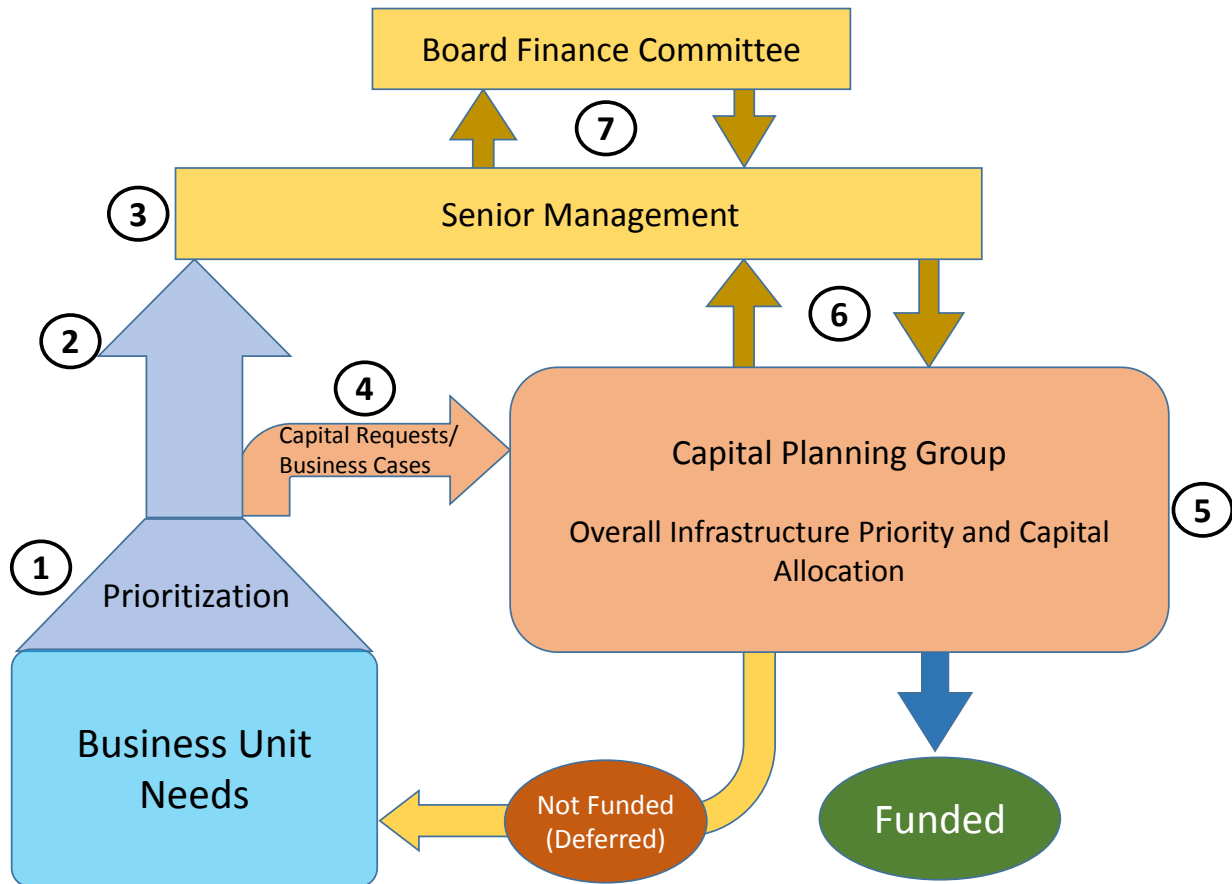 Board Finance Committee
7
3
Senior Management
2
6
4
Capital Requests/
Business Cases
Capital Planning Group
Overall Infrastructure Priority and Capital
Allocation
5
1
Prioritization
Business Unit
Needs
Not Funded
(Deferred)
Funded